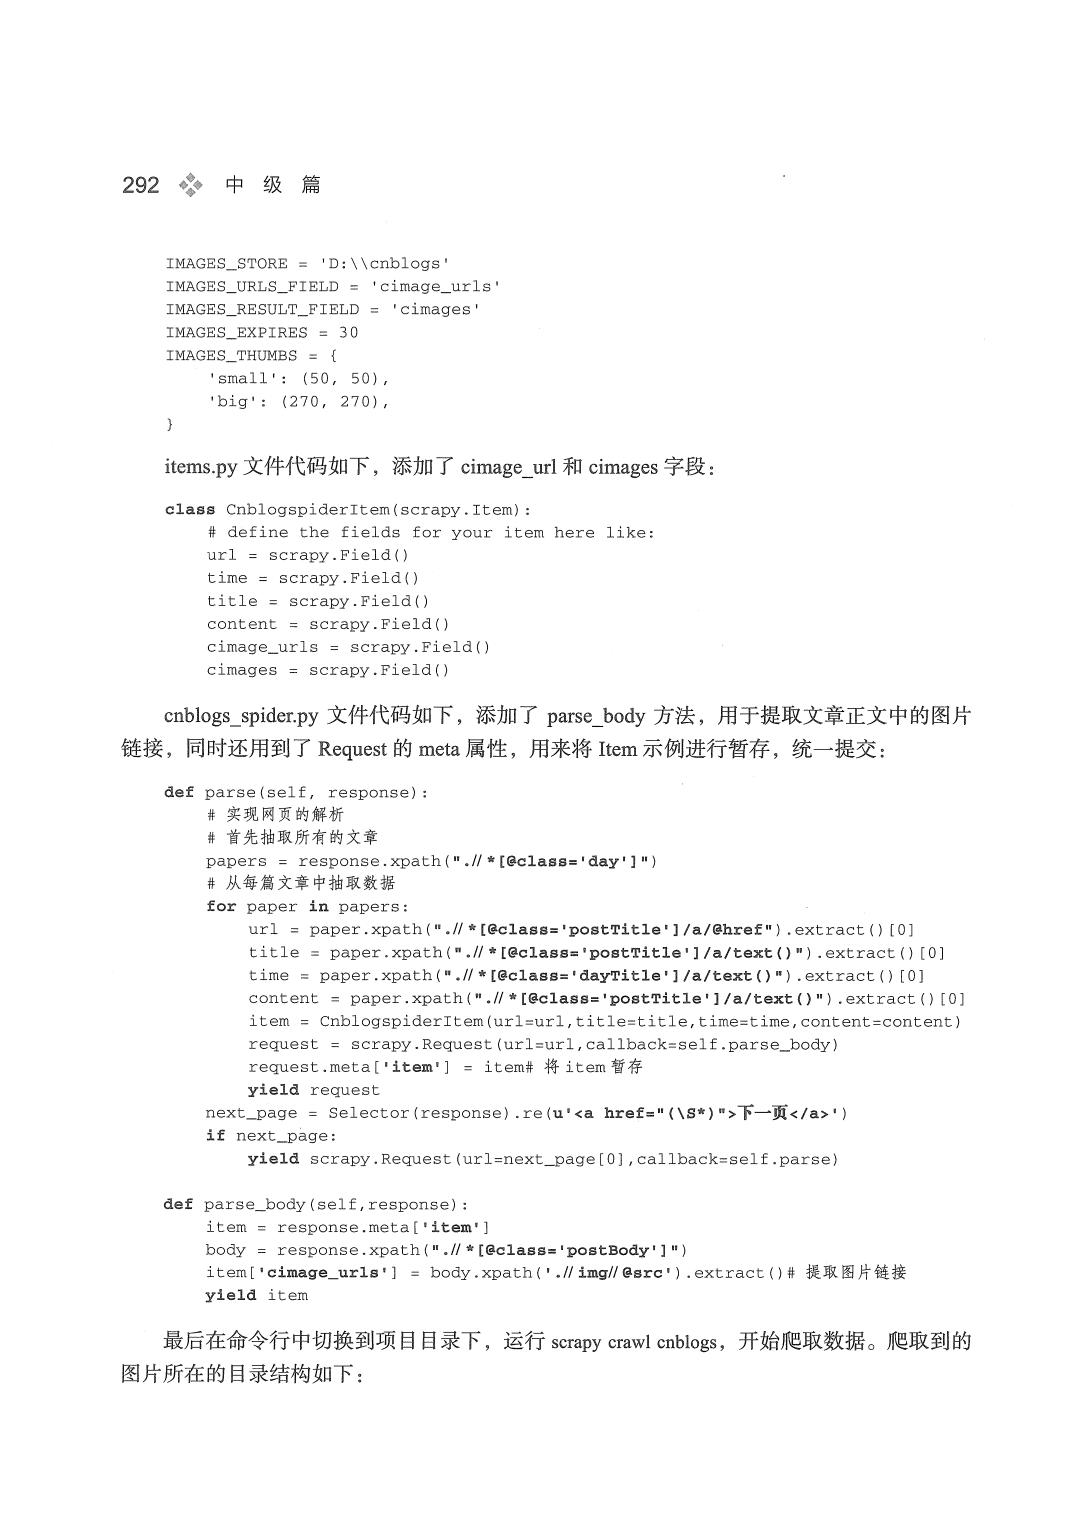 292 中 级 篇
IMAGES_STORE = 'D:\\cnblogs'
IMAGES_URLS_FIELD = 'cimage_urls'
IMAGES_RESULT_FIELD = 'cimages'
IMAGES_EXPIRES = 30
IMAGES_THUMBS = {
    'small': (50, 50),
    'big': (270, 270),
}
items.py 文件代码如下，添加了 cimage_url 和 cimages 字段：
class CnblogspiderItem(scrapy.Item):
    # define the fields for your item here like:
    url = scrapy.Field()
    time = scrapy.Field()
    title = scrapy.Field()
    content = scrapy.Field()
    cimage_urls = scrapy.Field()
    cimages = scrapy.Field()
cnblogs_spider.py 文件代码如下，添加了 parse_body 方法，用于提取文章正文中的图片
链接，同时还用到了 Request 的 meta 属性，用来将 Item 示例进行暂存，统一提交：
def parse(self, response):
    # 实现网页的解析
    # 首先抽取所有的文章
    papers = response.xpath(".//*[@class='day']")
    # 从每篇文章中抽取数据
    for paper in papers:
        url = paper.xpath(".//*[@class='postTitle']/a/@href").extract()[0]
        title = paper.xpath(".//*[@class='postTitle']/a/text()").extract()[0]
        time = paper.xpath(".//*[@class='dayTitle']/a/text()").extract()[0]
        content = paper.xpath(".//*[@class='postTitle']/a/text()").extract()[0]
        item = CnblogspiderItem(url=url,title=title,time=time,content=content)
        request = scrapy.Request(url=url,callback=self.parse_body)
        request.meta['item'] = item# 将 item 暂存
        yield request
    next_page = Selector(response).re(u'<a href="(\S*)">下一页</a>')
    if next_page:
        yield scrapy.Request(url=next_page[0],callback=self.parse)
def parse_body(self,response):
    item = response.meta['item']
    body = response.xpath(".//*[@class='postBody']")
    item['cimage_urls'] = body.xpath('.//img//@src').extract()# 提取图片链接
    yield item
最后在命令行中切换到项目目录下，运行 scrapy crawl cnblogs，开始爬取数据。爬取到的
图片所在的目录结构如下：